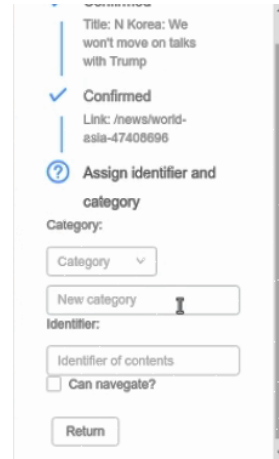 Confirmed
Title: N Korea: We
won't move on talks
with Trump
Confirmed
Link: /news/world-
asia-47408696
Assign identifier and
category
Category:
Category
New category
Identifier:
Identifier of contents
Can navegate?
Return